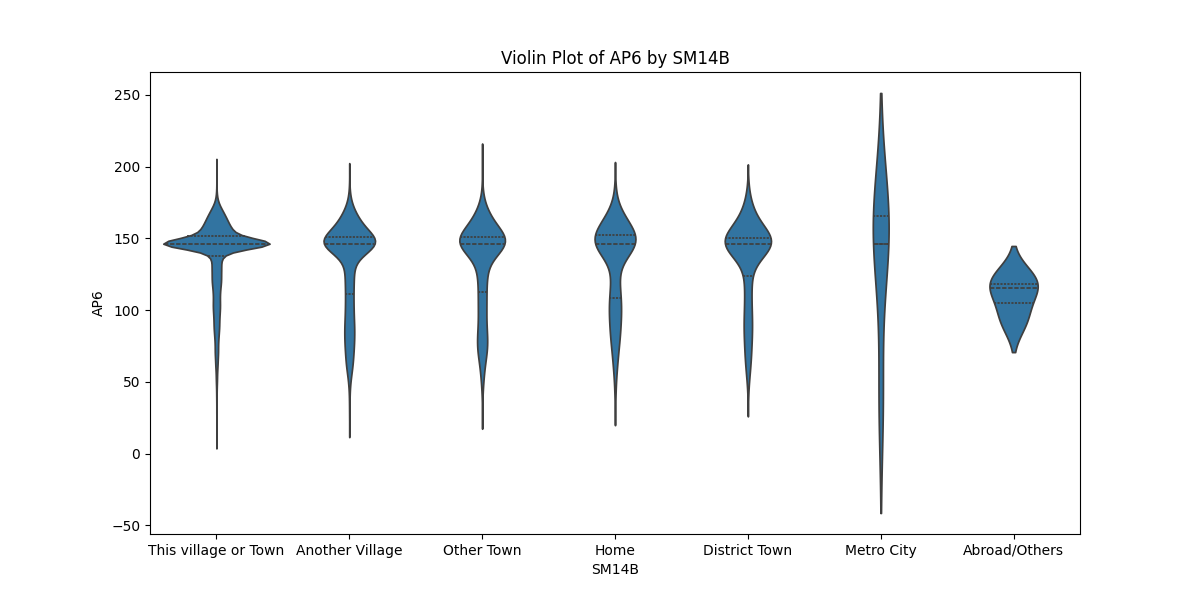 Violin Plot of AP6 by SM14B
250
200
150
100
50
0
−50
AP6
This village or Town Another Village Other Town Home District Town Metro City Abroad/Others
SM14B